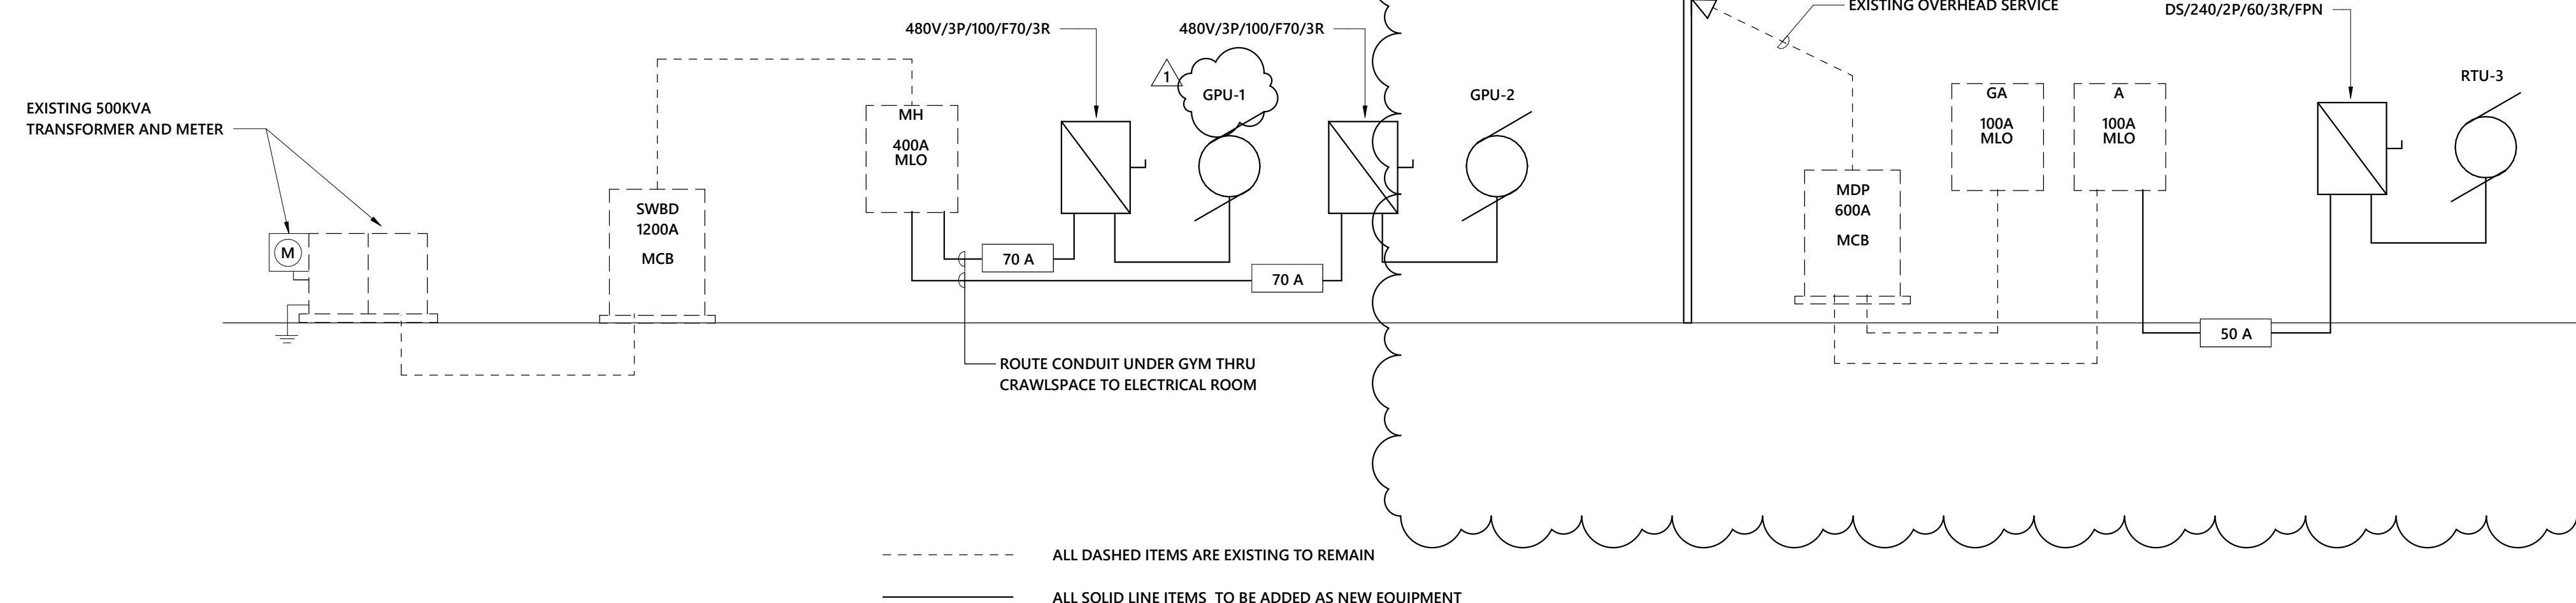 480V/3P/100/F70/3R
480V/3P/100/F70/3R
EXISTING OVERHEAD SERVICE
DS/240/2P/60/3R/FPN
EXISTING 500KVA
TRANSFORMER AND METER
M
SWBD
1200A
MCB
MH
400A
MLO
1
GPU-1
GPU-2
70 A
70 A
ROUTE CONDUIT UNDER GYM THRU
CRAWLSPACE TO ELECTRICAL ROOM
MDP
600A
MCB
GA
100A
MLO
A
100A
MLO
RTU-3
50 A
ALL DASHED ITEMS ARE EXISTING TO REMAIN
ALL SOLID LINE ITEMS TO BE ADDED AS NEW EQUIPMENT